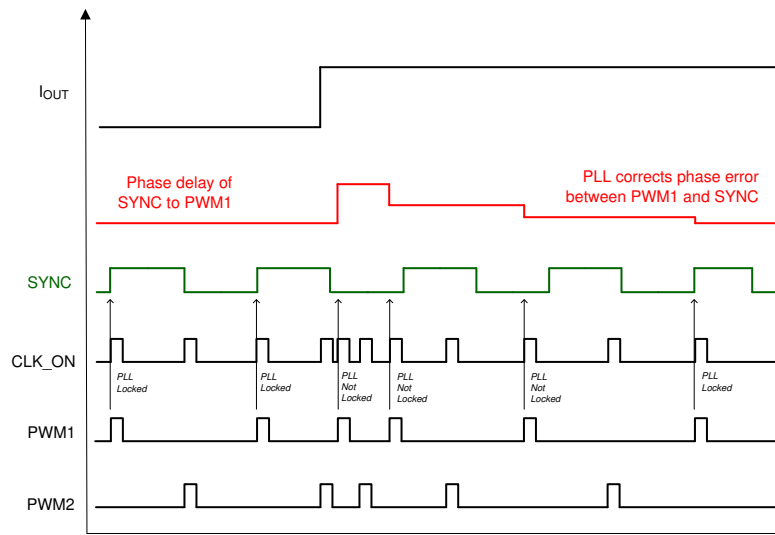 IOUT
Phase delay of
SYNC to PWM1
PLL corrects phase error
between PWM1 and SYNC
SYNC
CLK_ON
PLL
Locked
PLL
Locked
PLL
Not
Locked
PLL
Not
Locked
PLL
Not
Locked
PLL
Locked
PWM1
PWM2